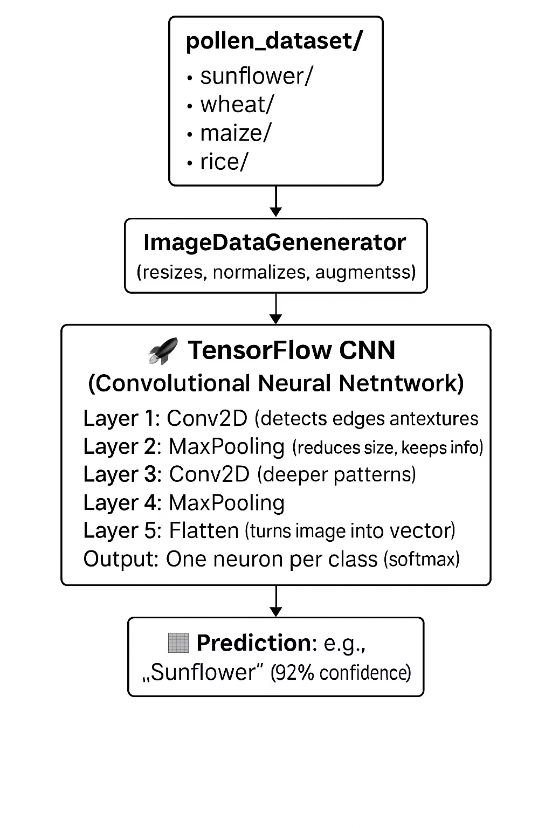 pollen_dataset/
• sunflower/
• wheat/
• maize/
• rice/
ImageDataGenenerator
(resizes, normalizes, augmentss)
🚀 TensorFlow CNN
(Convolutional Neural Netntwork)
Layer 1: Conv2D (detects edges antextures
Layer 2: MaxPooling (reduces size, keeps info)
Layer 3: Conv2D (deeper patterns)
Layer 4: MaxPooling
Layer 5: Flatten (turns image into vector)
Output: One neuron per class (softmax)
Prediction: e.g.,
„Sunflower” (92% confidence)